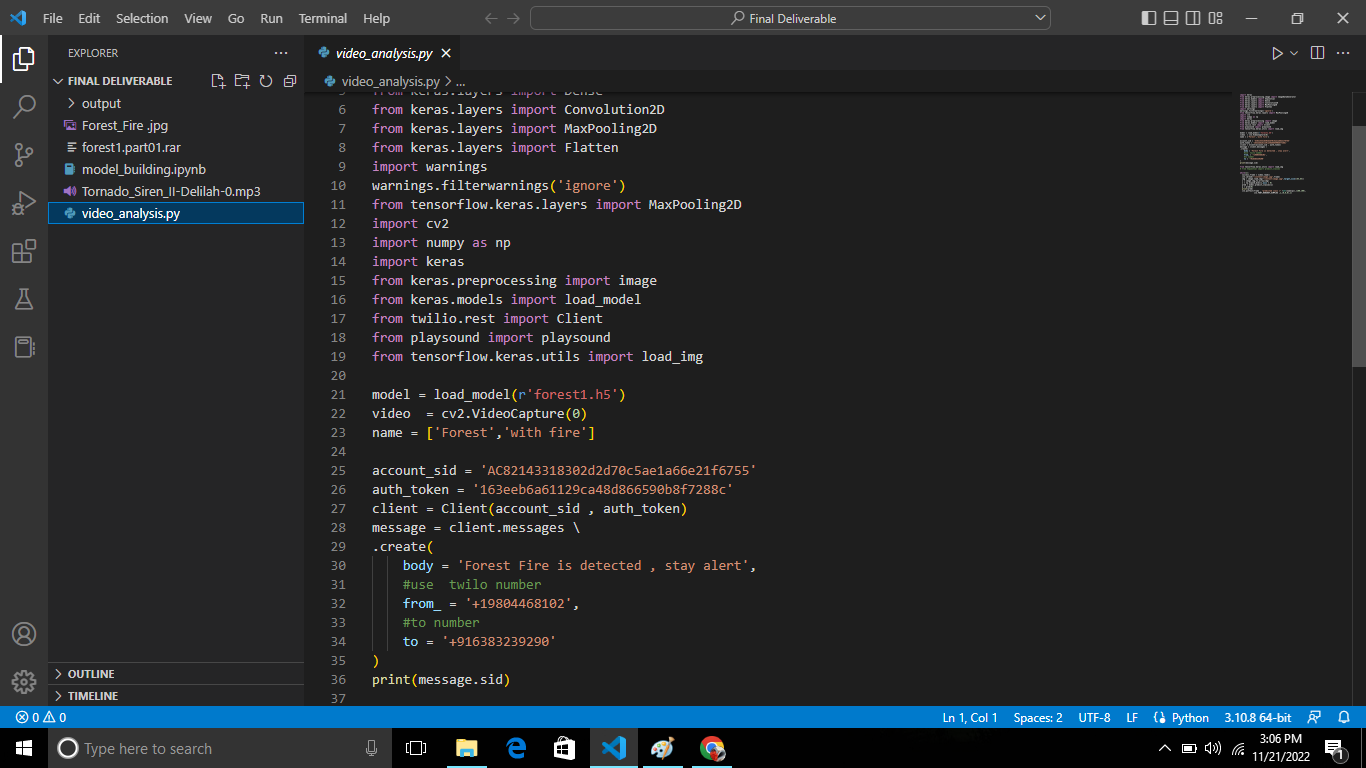 File Edit Selection View Go Run Terminal Help
Final Deliverable
EXPLORER
FINAL DELIVERABLE
output
Forest_Fire .jpg
forest1.part01.rar
model_building.ipynb
Tornado_Siren_II-Delilah-0.mp3
video_analysis.py
OUTLINE
TIMELINE
video_analysis.py
video_analysis.py > ...
5 from keras.layers import Dense
6 from keras.layers import Convolution2D
7 from keras.layers import MaxPooling2D
8 from keras.layers import Flatten
9 import warnings
10 warnings.filterwarnings('ignore')
11 from tensorflow.keras.layers import MaxPooling2D
12 import cv2
13 import numpy as np
14 import keras
15 from keras.preprocessing import image
16 from keras.models import load_model
17 from twilio.rest import Client
18 from playsound import playsound
19 from tensorflow.keras.utils import load_img
20
21 model = load_model(r'forest1.h5')
22 video  = cv2.VideoCapture(0)
23 name = ['Forest','with fire']
24
25 account_sid = 'AC82143318302d2d70c5ae1a66e21f6755'
26 auth_token = '163eeb6a61129ca48d866590b8f7288c'
27 client = Client(account_sid , auth_token)
28 message = client.messages \
29 .create(
30     body = 'Forest Fire is detected , stay alert',
31     #use  twilo number
32     from_ = '+19804468102',
33     #to number
34     to = '+916383239290'
35 )
36 print(message.sid)
37
0 0
Ln 1, Col 1 Spaces: 2 UTF-8 LF Python 3.10.8 64-bit
Type here to search
3:06 PM
11/21/2022
1